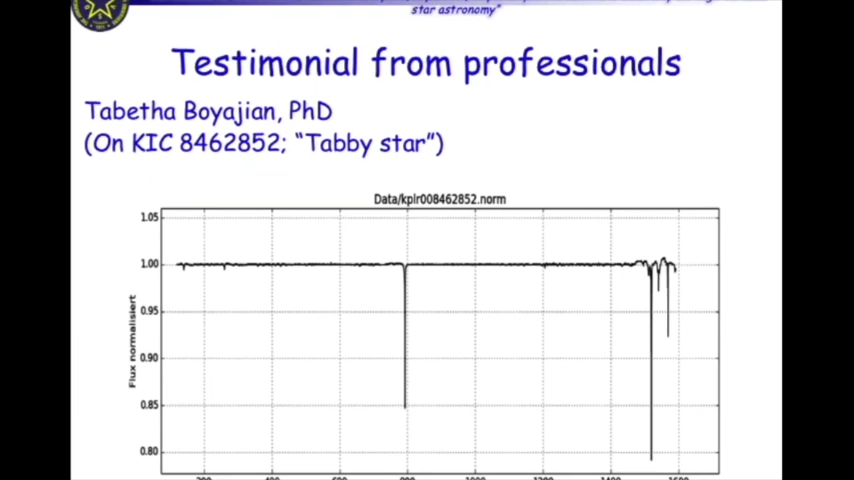 star astronomy"
Testimonial from professionals
Tabetha Boyajian, PhD
(On KIC 8462852; "Tabby star")
Data/kplr008462852.norm
1.05
1.00
0.95
0.90
0.85
0.80
Flux normalisiert